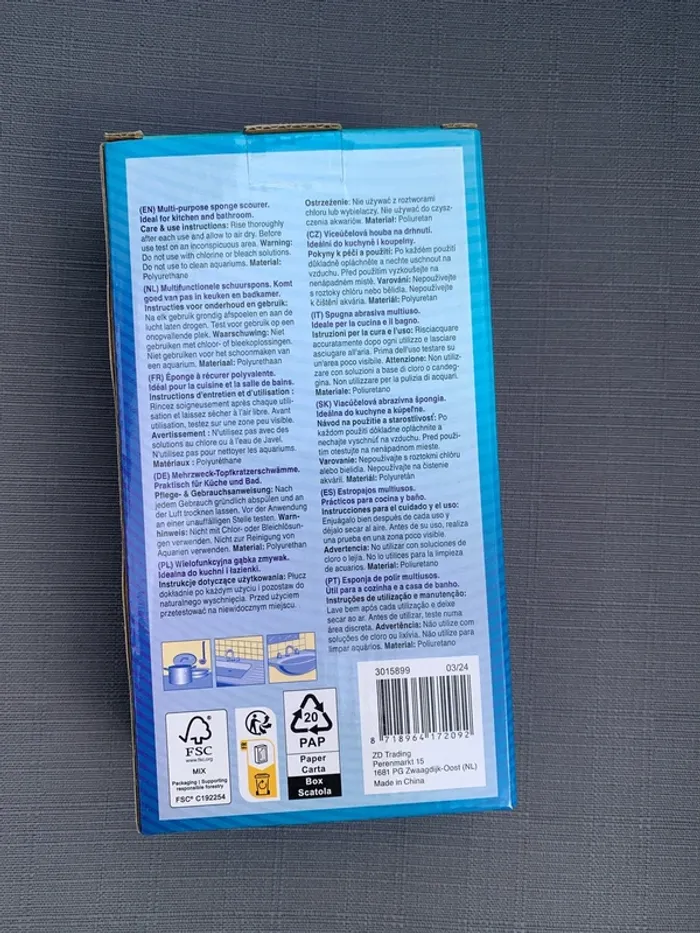 (EN) Multi-purpose sponge scourer.
Ideal for kitchen and bathroom.
Care & use instructions: Rise thoroughly
after each use and allow to air dry. Before
use test on an inconspicuous area. Warning:
Do not use with chlorine or bleach solutions.
Do not use to clean aquariums. Material:
Polyurethane
(NL) Multifunctionele schuurspons. Komt
goed van pas in keuken en badkamer.
Instructies voor onderhoud en gebruik:
Na elk gebruik grondig afspoelen en aan de
lucht laten drogen. Test voor gebruik op een
onopvallende plek. Waarschuwing: Niet
gebruiken met chloor- of bleekoplossingen.
Niet gebruiken voor het schoonmaken van
een aquarium. Materiaal: Polyurethaan
(FR) Éponge à récurer polyvalente.
Idéal pour la cuisine et la salle de bains.
Instructions d'entretien et d'utilisation :
Rincez soigneusement après chaque utili-
sation et laissez sécher à l'air libre. Avant
utilisation, testez sur une zone peu visible.
Avertissement : N'utilisez pas avec des
solutions au chlore ou à l'eau de Javel.
N'utilisez pas pour nettoyer les aquariums.
Matériaux : Polyuréthane
(DE) Mehrzweck-Topfkratzerschwämme.
Praktisch für Küche und Bad.
Pflege- & Gebrauchsanweisung: Nach
jedem Gebrauch gründlich abspülen und an
der Luft trocknen lassen. Vor der Anwendung
an einer unauffälligen Stelle testen. Warn-
hinweis: Nicht mit Chlor- oder Bleichlösun-
gen verwenden. Nicht zur Reinigung von
Aquarien verwenden. Material: Polyurethan
(PL) Wielofunkcyjna gąbka zmywak.
Idealna do kuchni i łazienki.
Instrukcje dotyczące użytkowania: Płucz
dokładnie po każdym użyciu i pozostaw do
naturalnego wyschnięcia. Przed użyciem
przetestować na niewidocznym miejscu.
Ostrzeżenie: Nie używać z roztworami
chloru lub wybielaczy. Nie używać do czysz-
czenia akwariów. Materiał: Poliuretan
(CZ) Víceúčelová houba na drhnutí.
Ideální do kuchyně i koupelny.
Pokyny k péči a použití: Po každém použití
důkladně opláchněte a nechte uschnout na
vzduchu. Před použitím vyzkoušejte na
nenápadném místě. Varování: Nepoužívejte
s roztoky chlóru nebo bělidla. Nepoužívejte
k čištění akvária. Materiál: Polyuretan
(IT) Spugna abrasiva multiuso.
Ideale per la cucina e il bagno.
Istruzioni per la cura e l'uso: Risciacquare
accuratamente dopo ogni utilizzo e lasciare
asciugare all'aria. Prima dell'uso testare su
un'area poco visibile. Attenzione: Non utiliz-
zare con soluzioni a base di cloro o candeg-
gina. Non utilizzare per la pulizia di acquari.
Materiale: Poliuretano
(SK) Viacúčelová abrazívna špongia.
Ideálna do kuchyne a kúpeľne.
Návod na použitie a starostlivosť: Po
každom použití dôkladne opláchnite a
nechajte vyschnúť na vzduchu. Pred použi-
tím otestujte na nenápadnom mieste.
Varovanie: Nepoužívajte s roztokmi chlóru
alebo bielidla. Nepoužívajte na čistenie
akvárií. Materiál: Polyuretán
(ES) Estropajos multiusos.
Prácticos para cocina y baño.
Instrucciones para el cuidado y el uso:
Enjuágalo bien después de cada uso y
déjalo secar al aire. Antes de su uso, realiza
una prueba en una zona poco visible.
Advertencia: No utilizar con soluciones de
cloro o lejía. No lo utilices para la limpieza
de acuarios. Material: Poliuretano
(PT) Esponja de polir multiusos.
Útil para a cozinha e a casa de banho.
Instruções de utilização e manutenção:
Lave bem após cada utilização e deixe
secar ao ar. Antes de utilizar, teste numa
área discreta. Advertência: Não utilize com
soluções de cloro ou lixívia. Não utilize para
limpar aquários. Material: Poliuretano
FSC
www.fsc.org
MIX
Packaging | Supporting
responsible forestry
FSC® C192254
20
PAP
Paper
Carta
Box
Scatola
3015899 03/24
8 718964 172092
ZD Trading
Perenmarkt 15
1681 PG Zwaagdijk-Oost (NL)
Made in China